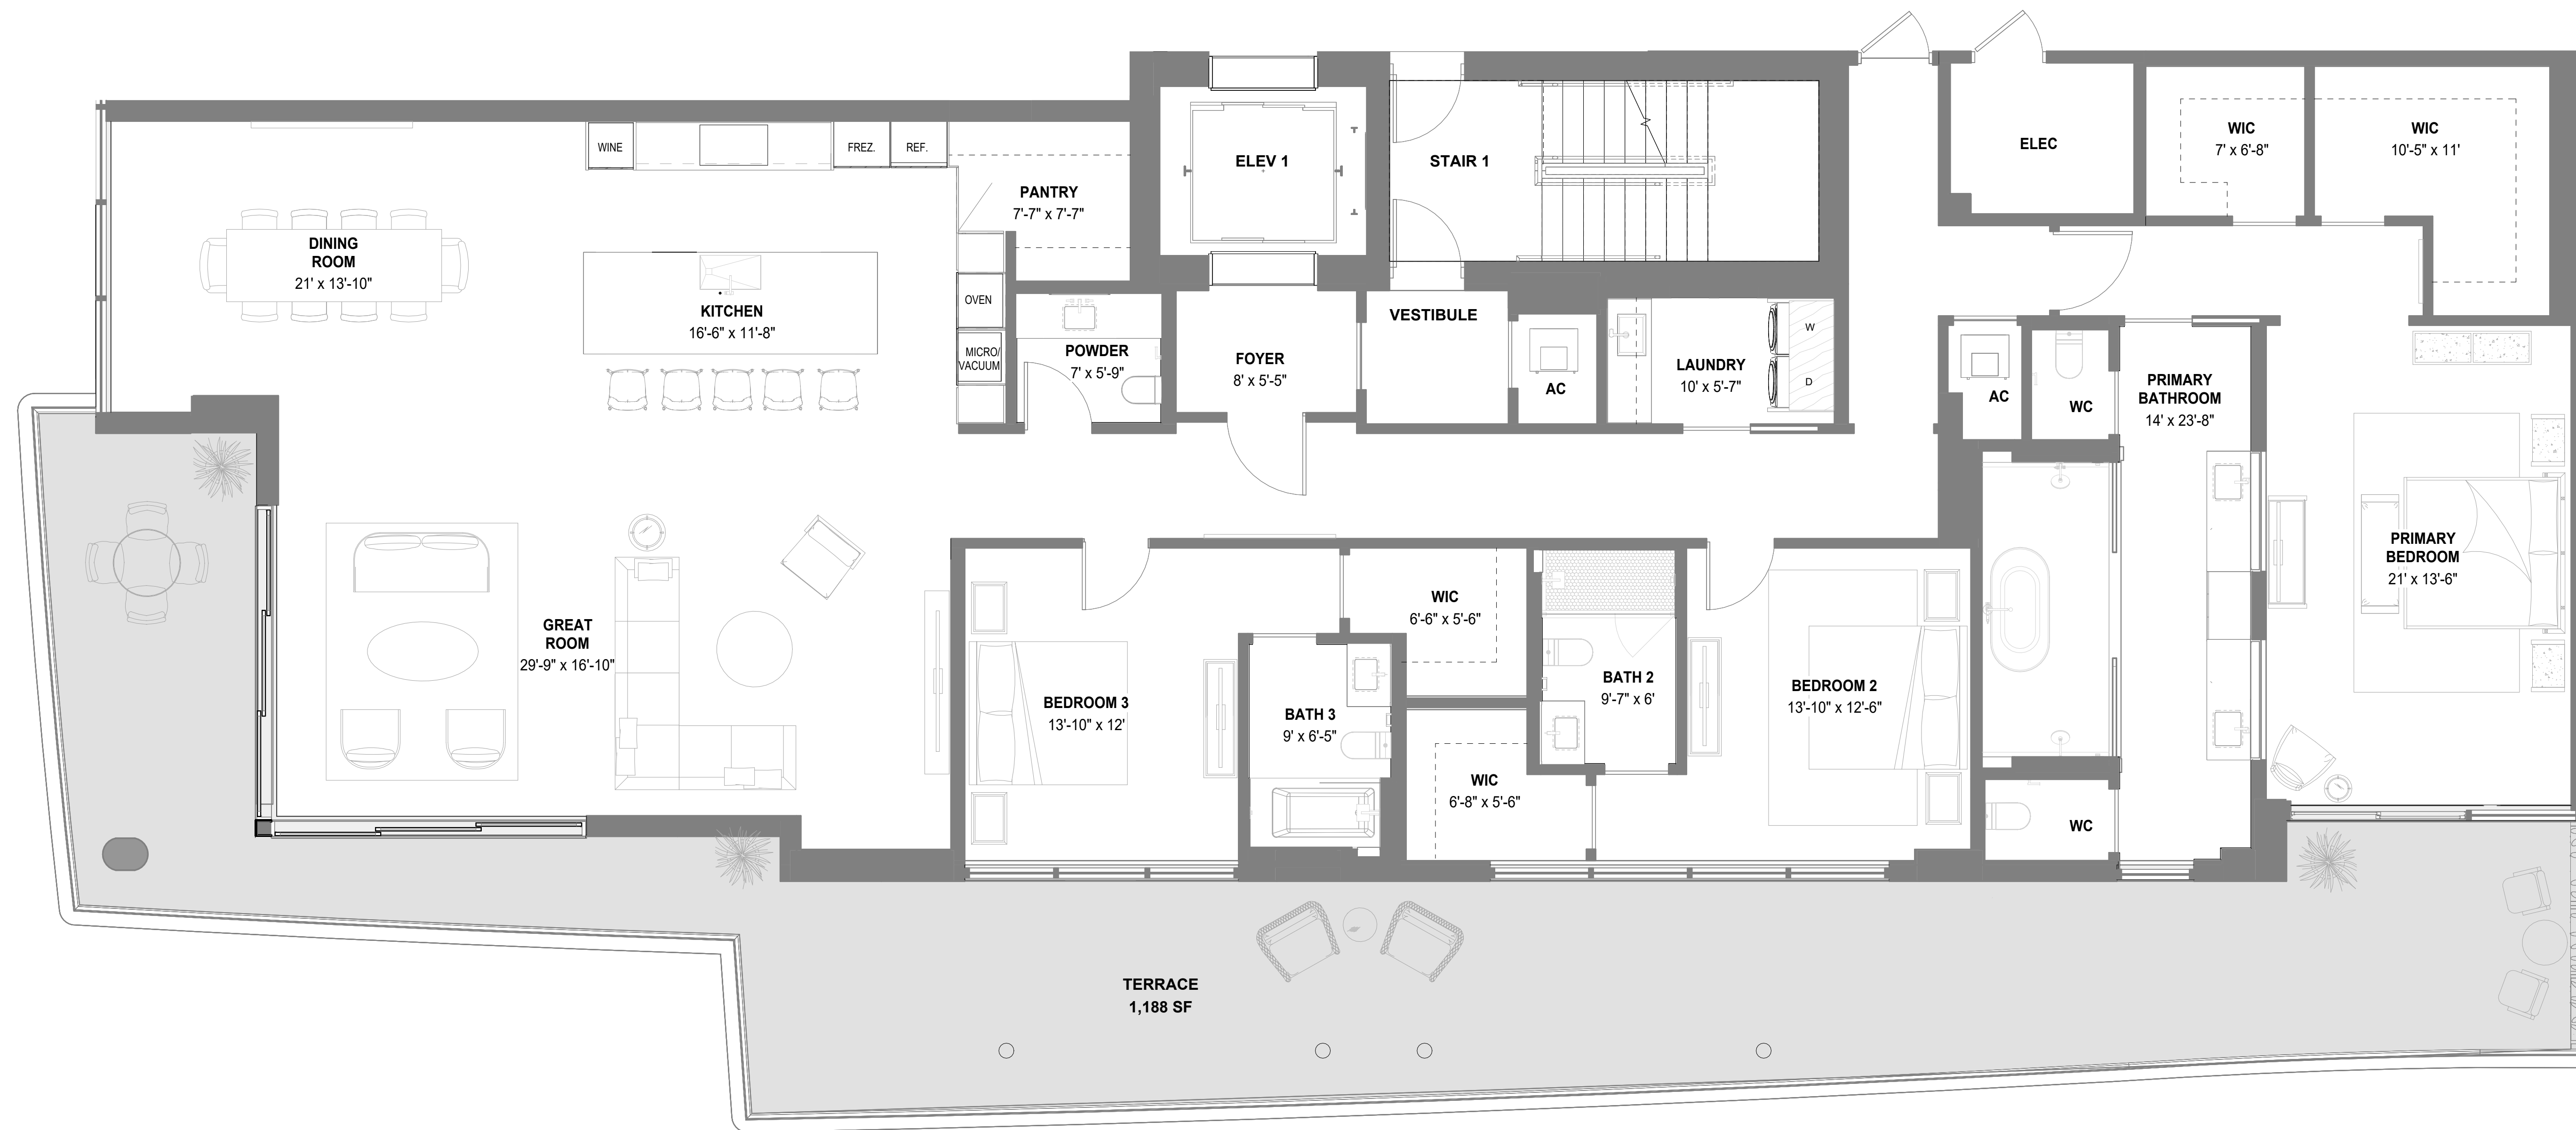 DINING
ROOM
21' x 13'-10"
WINE
FREZ.
REF.
PANTRY
7'-7" x 7'-7"
KITCHEN
16'-6" x 11'-8"
OVEN
MICRO/
VACUUM
POWDER
7' x 5'-9"
ELEV 1
FOYER
8' x 5'-5"
STAIR 1
VESTIBULE
AC
LAUNDRY
10' x 5'-7"
W
D
ELEC
WIC
7' x 6'-8"
WIC
10'-5" x 11'
AC
WC
PRIMARY
BATHROOM
14' x 23'-8"
PRIMARY
BEDROOM
21' x 13'-6"
GREAT
ROOM
29'-9" x 16'-10"
BEDROOM 3
13'-10" x 12'
BATH 3
9' x 6'-5"
WIC
6'-6" x 5'-6"
WIC
6'-8" x 5'-6"
BATH 2
9'-7" x 6'
BEDROOM 2
13'-10" x 12'-6"
WC
TERRACE
1,188 SF